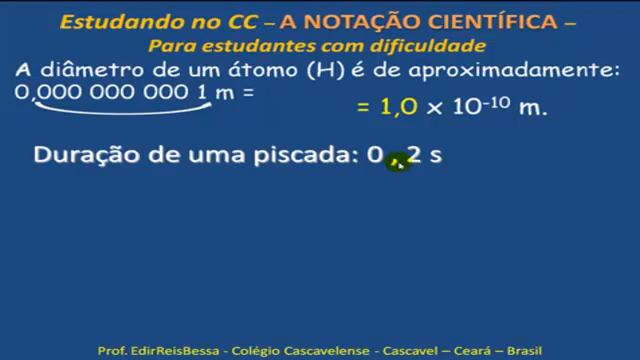 Estudando no CC – A NOTAÇÃO CIENTÍFICA –
Para estudantes com dificuldade
A diâmetro de um átomo (H) é de aproximadamente:
0,000 000 000 1 m =
= 1,0 x 10⁻¹⁰ m.
Duração de uma piscada: 0 , 2 s
Prof. EdirReisBessa - Colégio Cascavelense - Cascavel – Ceará – Brasil